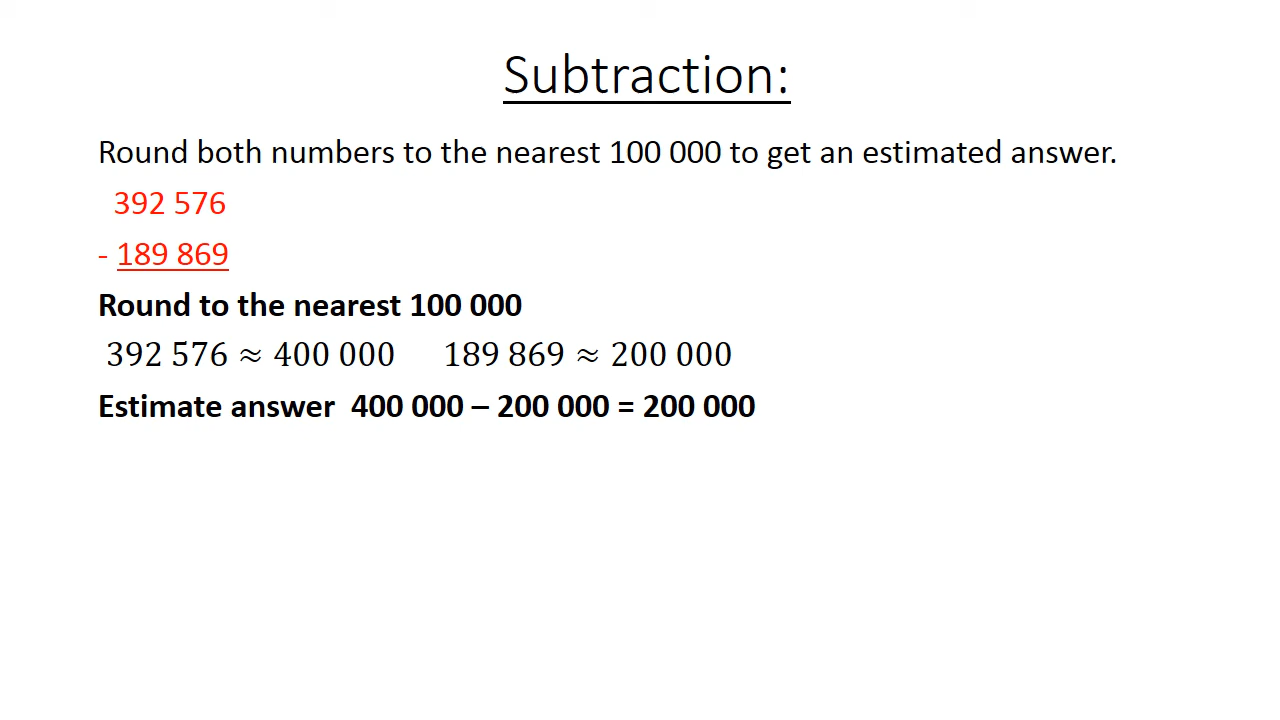 Subtraction:
Round both numbers to the nearest 100 000 to get an estimated answer.
392 576
- 189 869
Round to the nearest 100 000
392 576 ≈ 400 000 189 869 ≈ 200 000
Estimate answer 400 000 – 200 000 = 200 000